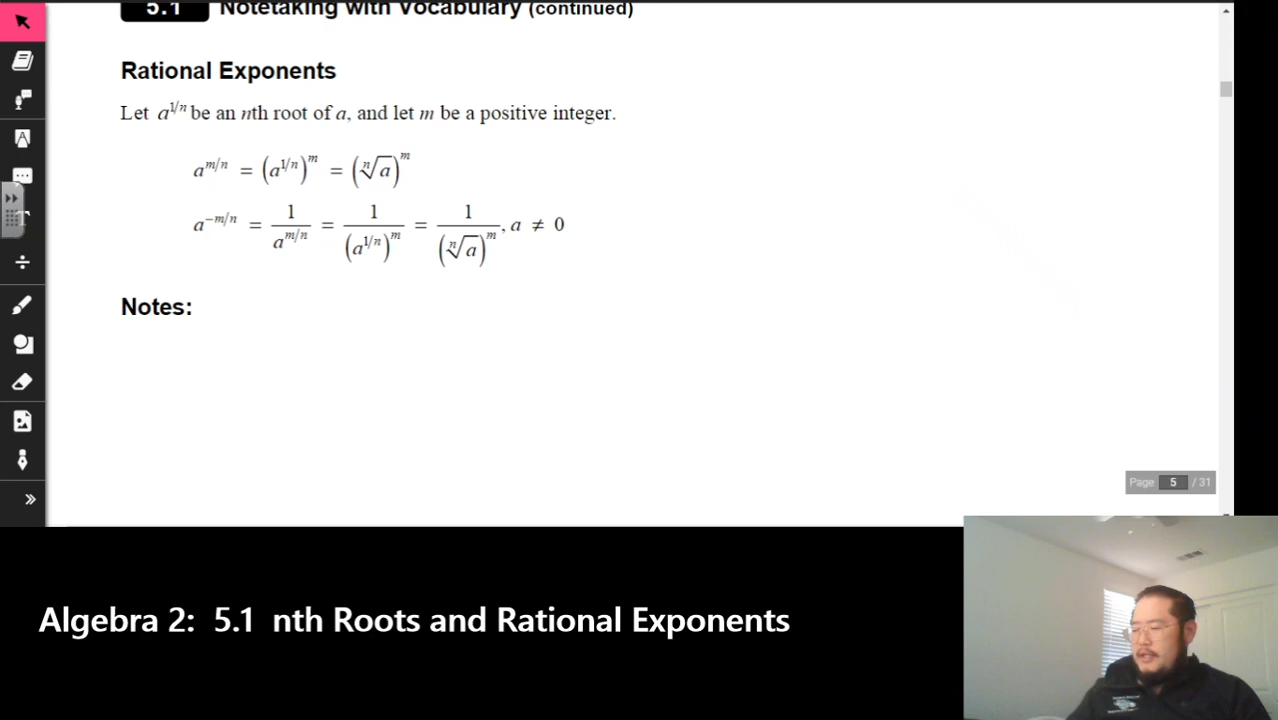 5.1 Notetaking with Vocabulary (continued)
Rational Exponents
Let a^{1/n} be an nth root of a, and let m be a positive integer.
a^{m/n} = (a^{1/n})^m = (ⁿ√a)^m
a^{-m/n} = 1/a^{m/n} = 1/(a^{1/n})^m = 1/(ⁿ√a)^m, a ≠ 0
Notes:
Page 5 / 31
Algebra 2: 5.1 nth Roots and Rational Exponents